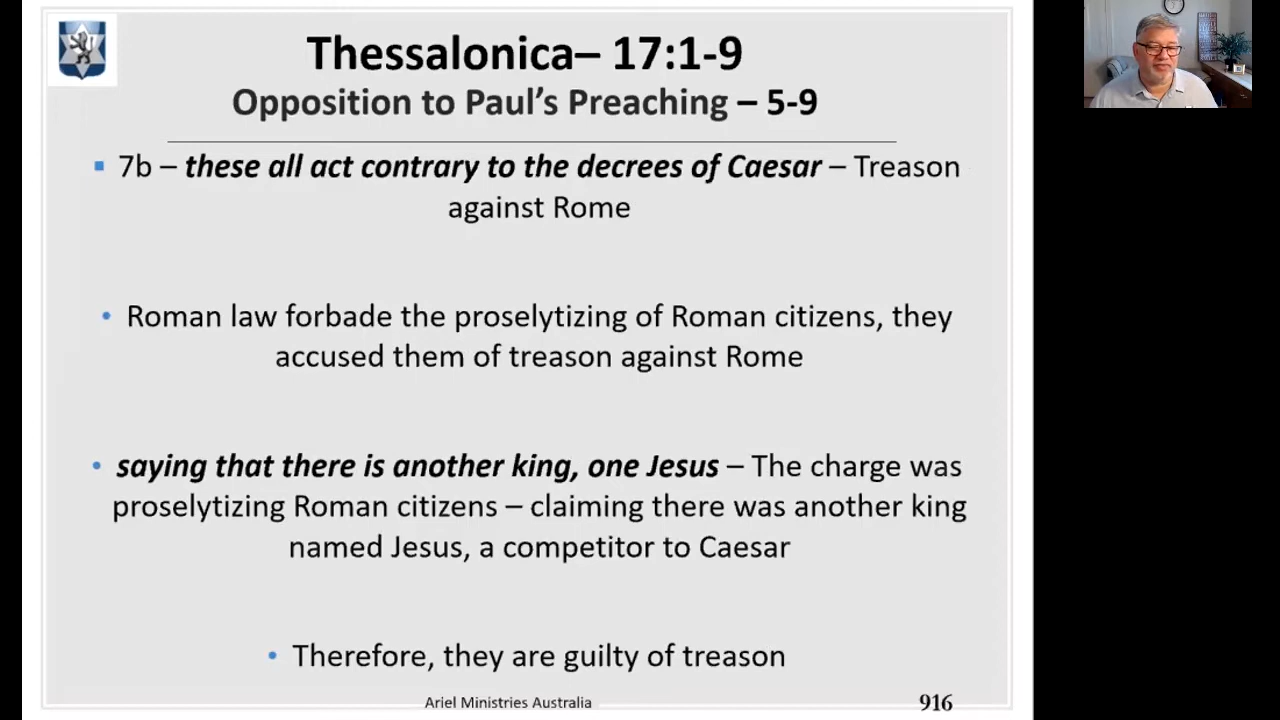 Thessalonica– 17:1-9
Opposition to Paul’s Preaching – 5-9
▪ 7b – these all act contrary to the decrees of Caesar – Treason
against Rome
• Roman law forbade the proselytizing of Roman citizens, they
accused them of treason against Rome
• saying that there is another king, one Jesus – The charge was
proselytizing Roman citizens – claiming there was another king
named Jesus, a competitor to Caesar
• Therefore, they are guilty of treason
Ariel Ministries Australia
916